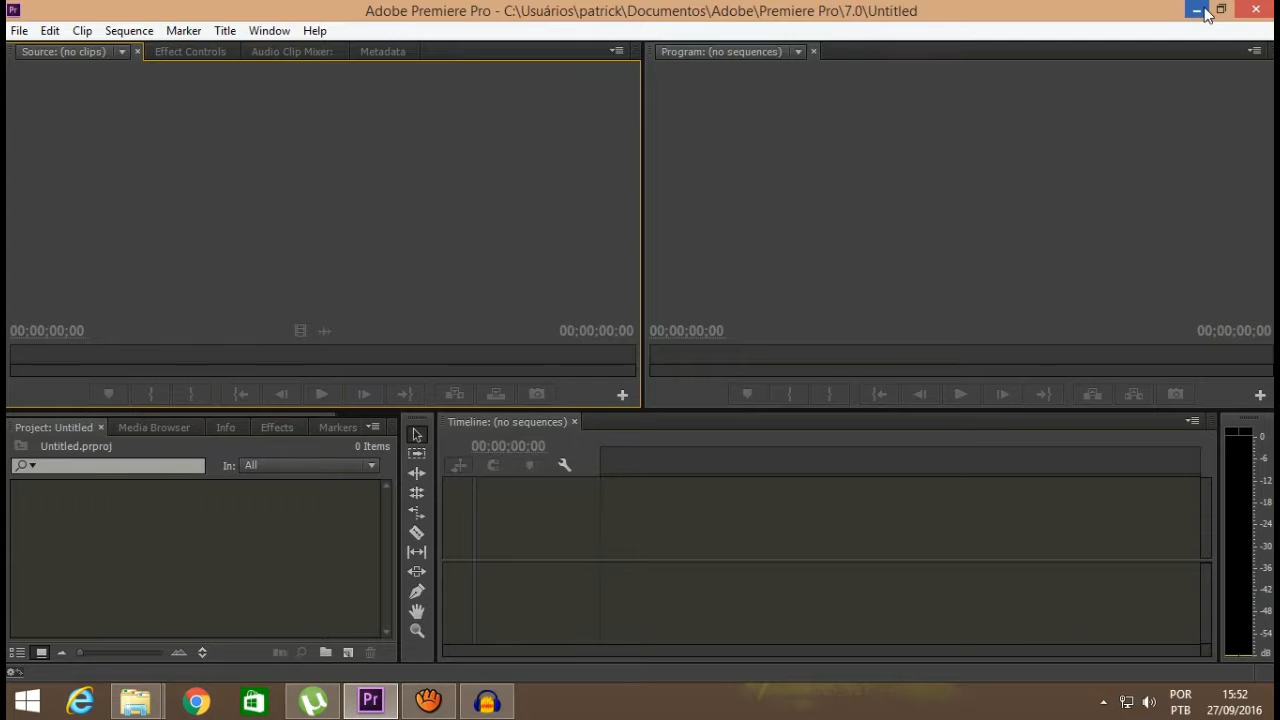 Adobe Premiere Pro - C:\Usuários\patrick\Documentos\Adobe\Premiere Pro\7.0\Untitled
File Edit Clip Sequence Marker Title Window Help
Source: (no clips) Effect Controls Audio Clip Mixer: Metadata
Program: (no sequences)
00;00;00;00 00;00;00;00
00;00;00;00 00;00;00;00
Project: Untitled Media Browser Info Effects Markers
Untitled.prproj 0 Items
In: All
Timeline: (no sequences)
00;00;00;00
0
-6
-12
-18
-24
-30
-36
-42
-48
-54
dB
Pr
POR
PTB
15:52
27/09/2016